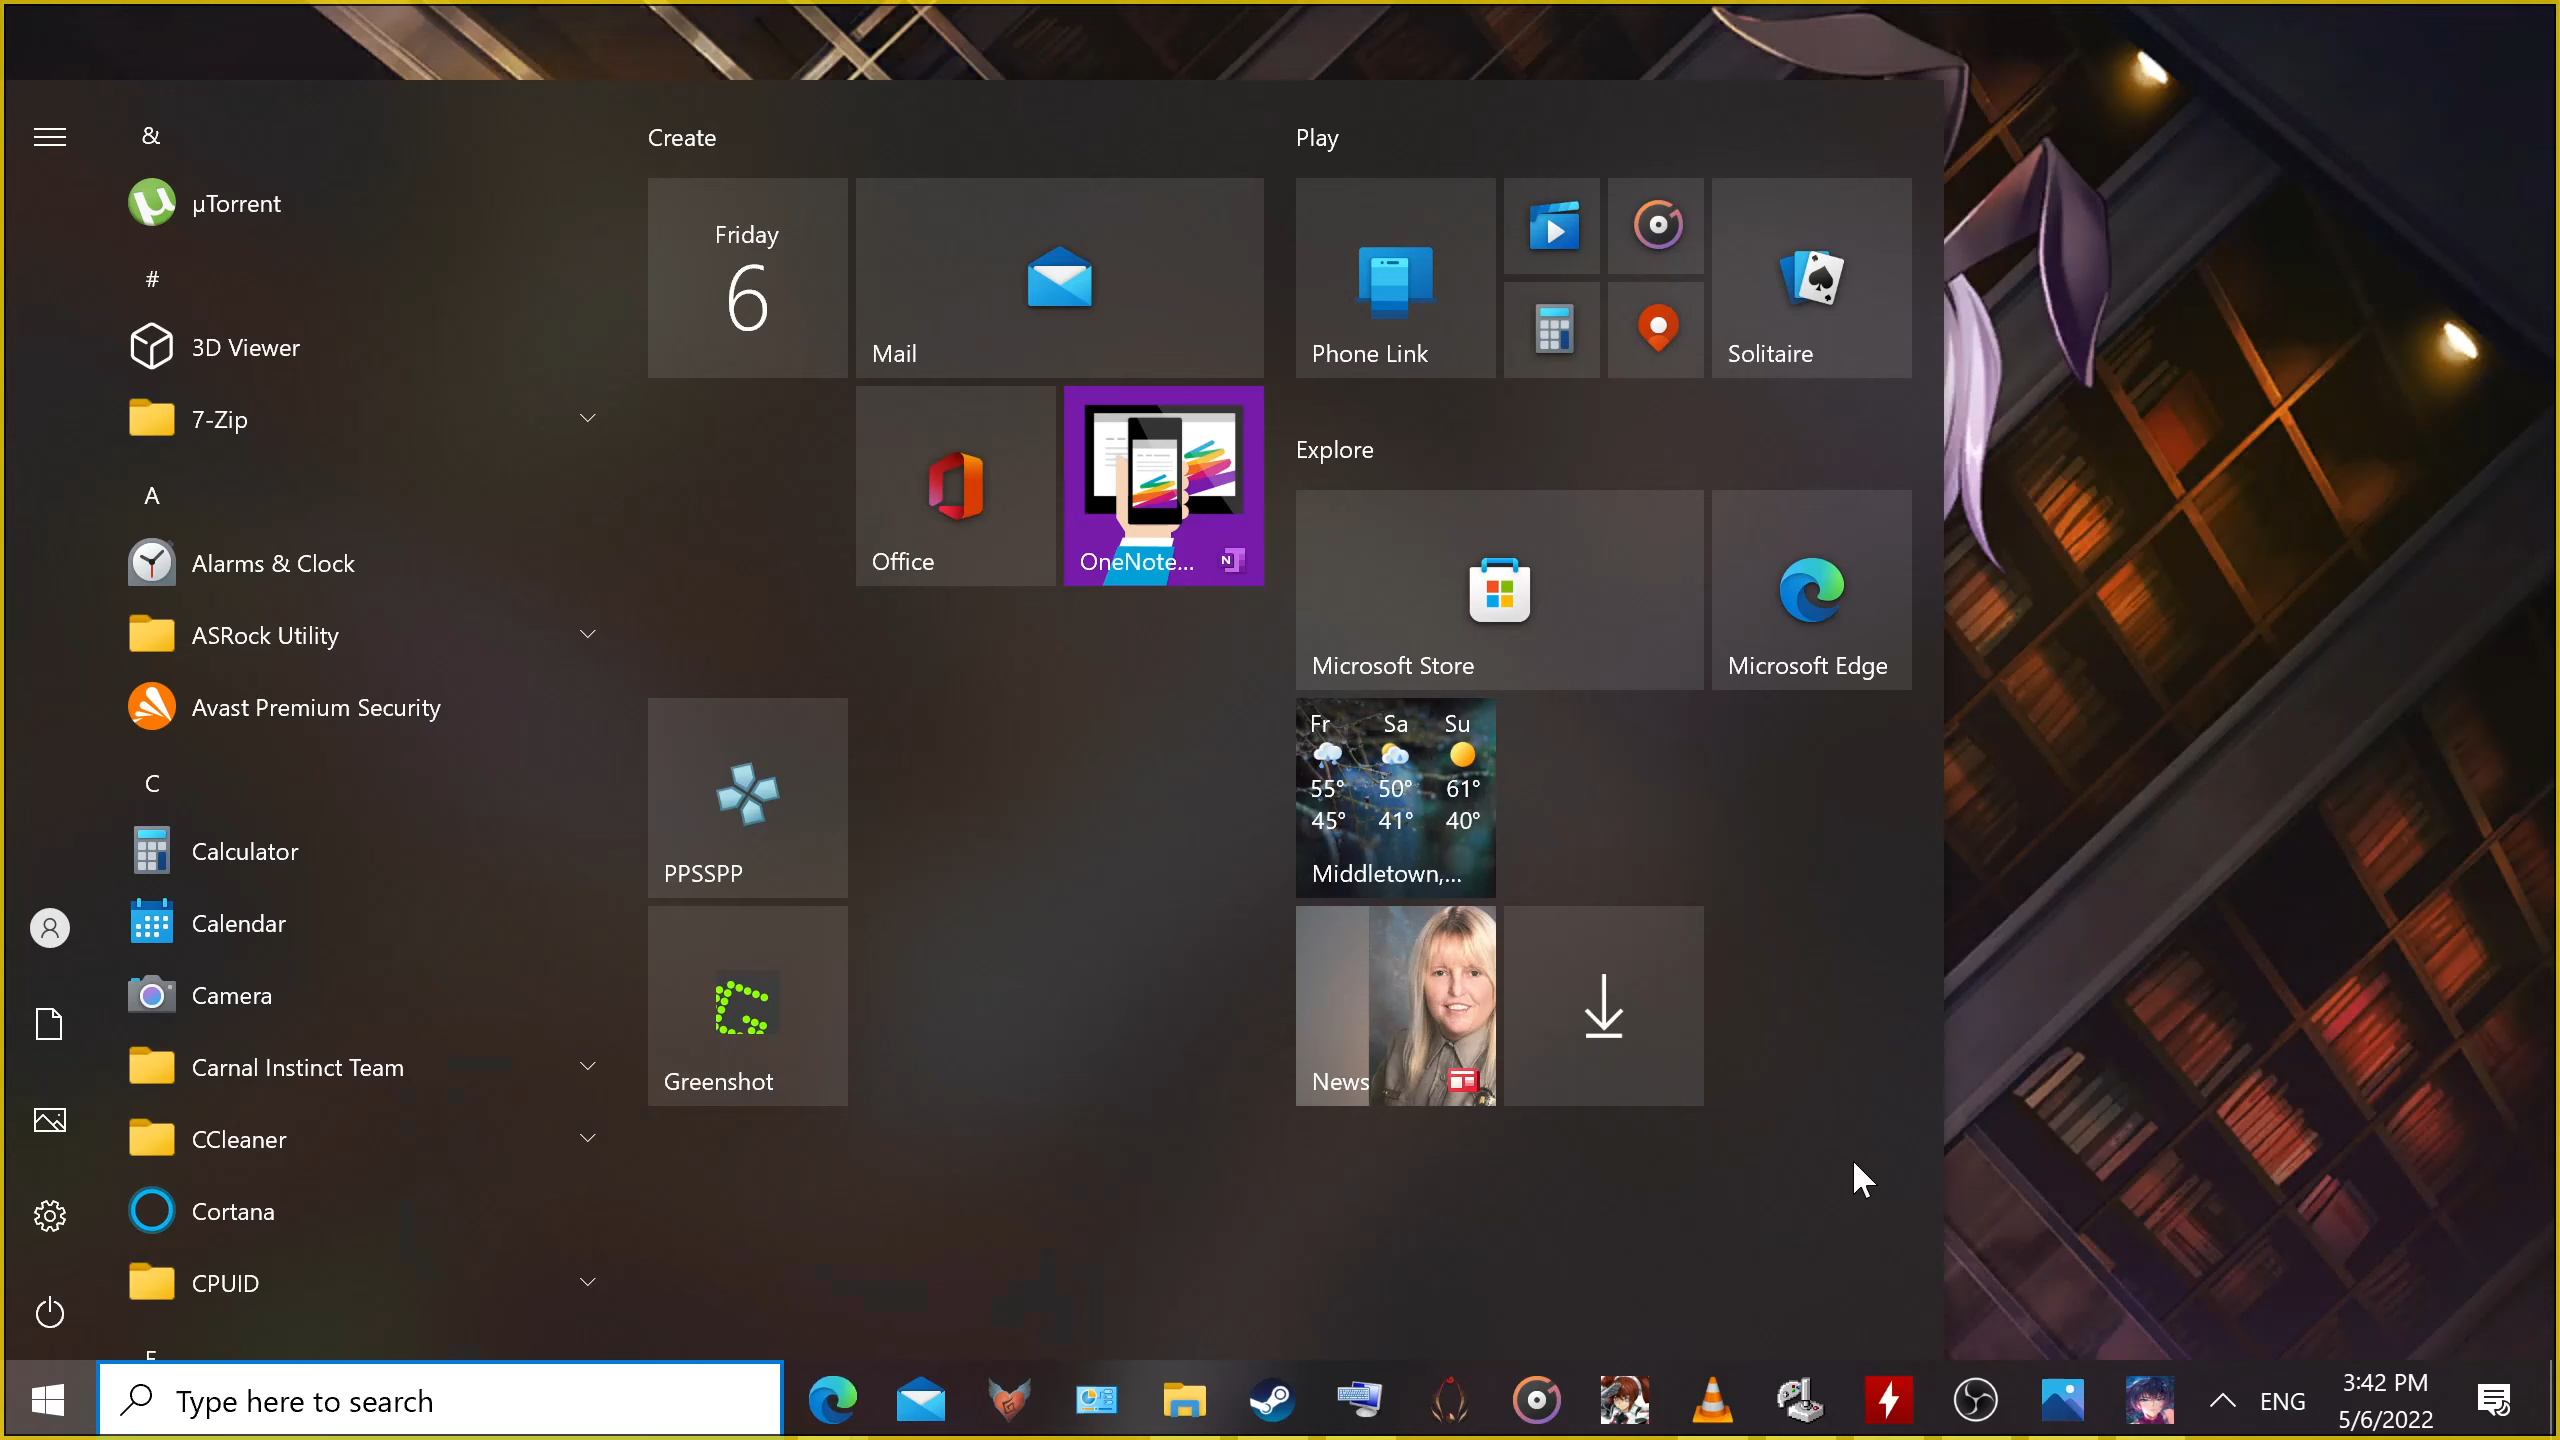 &
µTorrent
#
3D Viewer
7-Zip
A
Alarms & Clock
ASRock Utility
Avast Premium Security
C
Calculator
Calendar
Camera
Carnal Instinct Team
CCleaner
Cortana
CPUID
Create
Friday
6
Mail
Office
OneNote...
N
PPSSPP
Greenshot
Play
Phone Link
Solitaire
Explore
Microsoft Store
Microsoft Edge
Fr Sa Su
55° 50° 61°
45° 41° 40°
Middletown,...
News
Type here to search
ENG
3:42 PM
5/6/2022